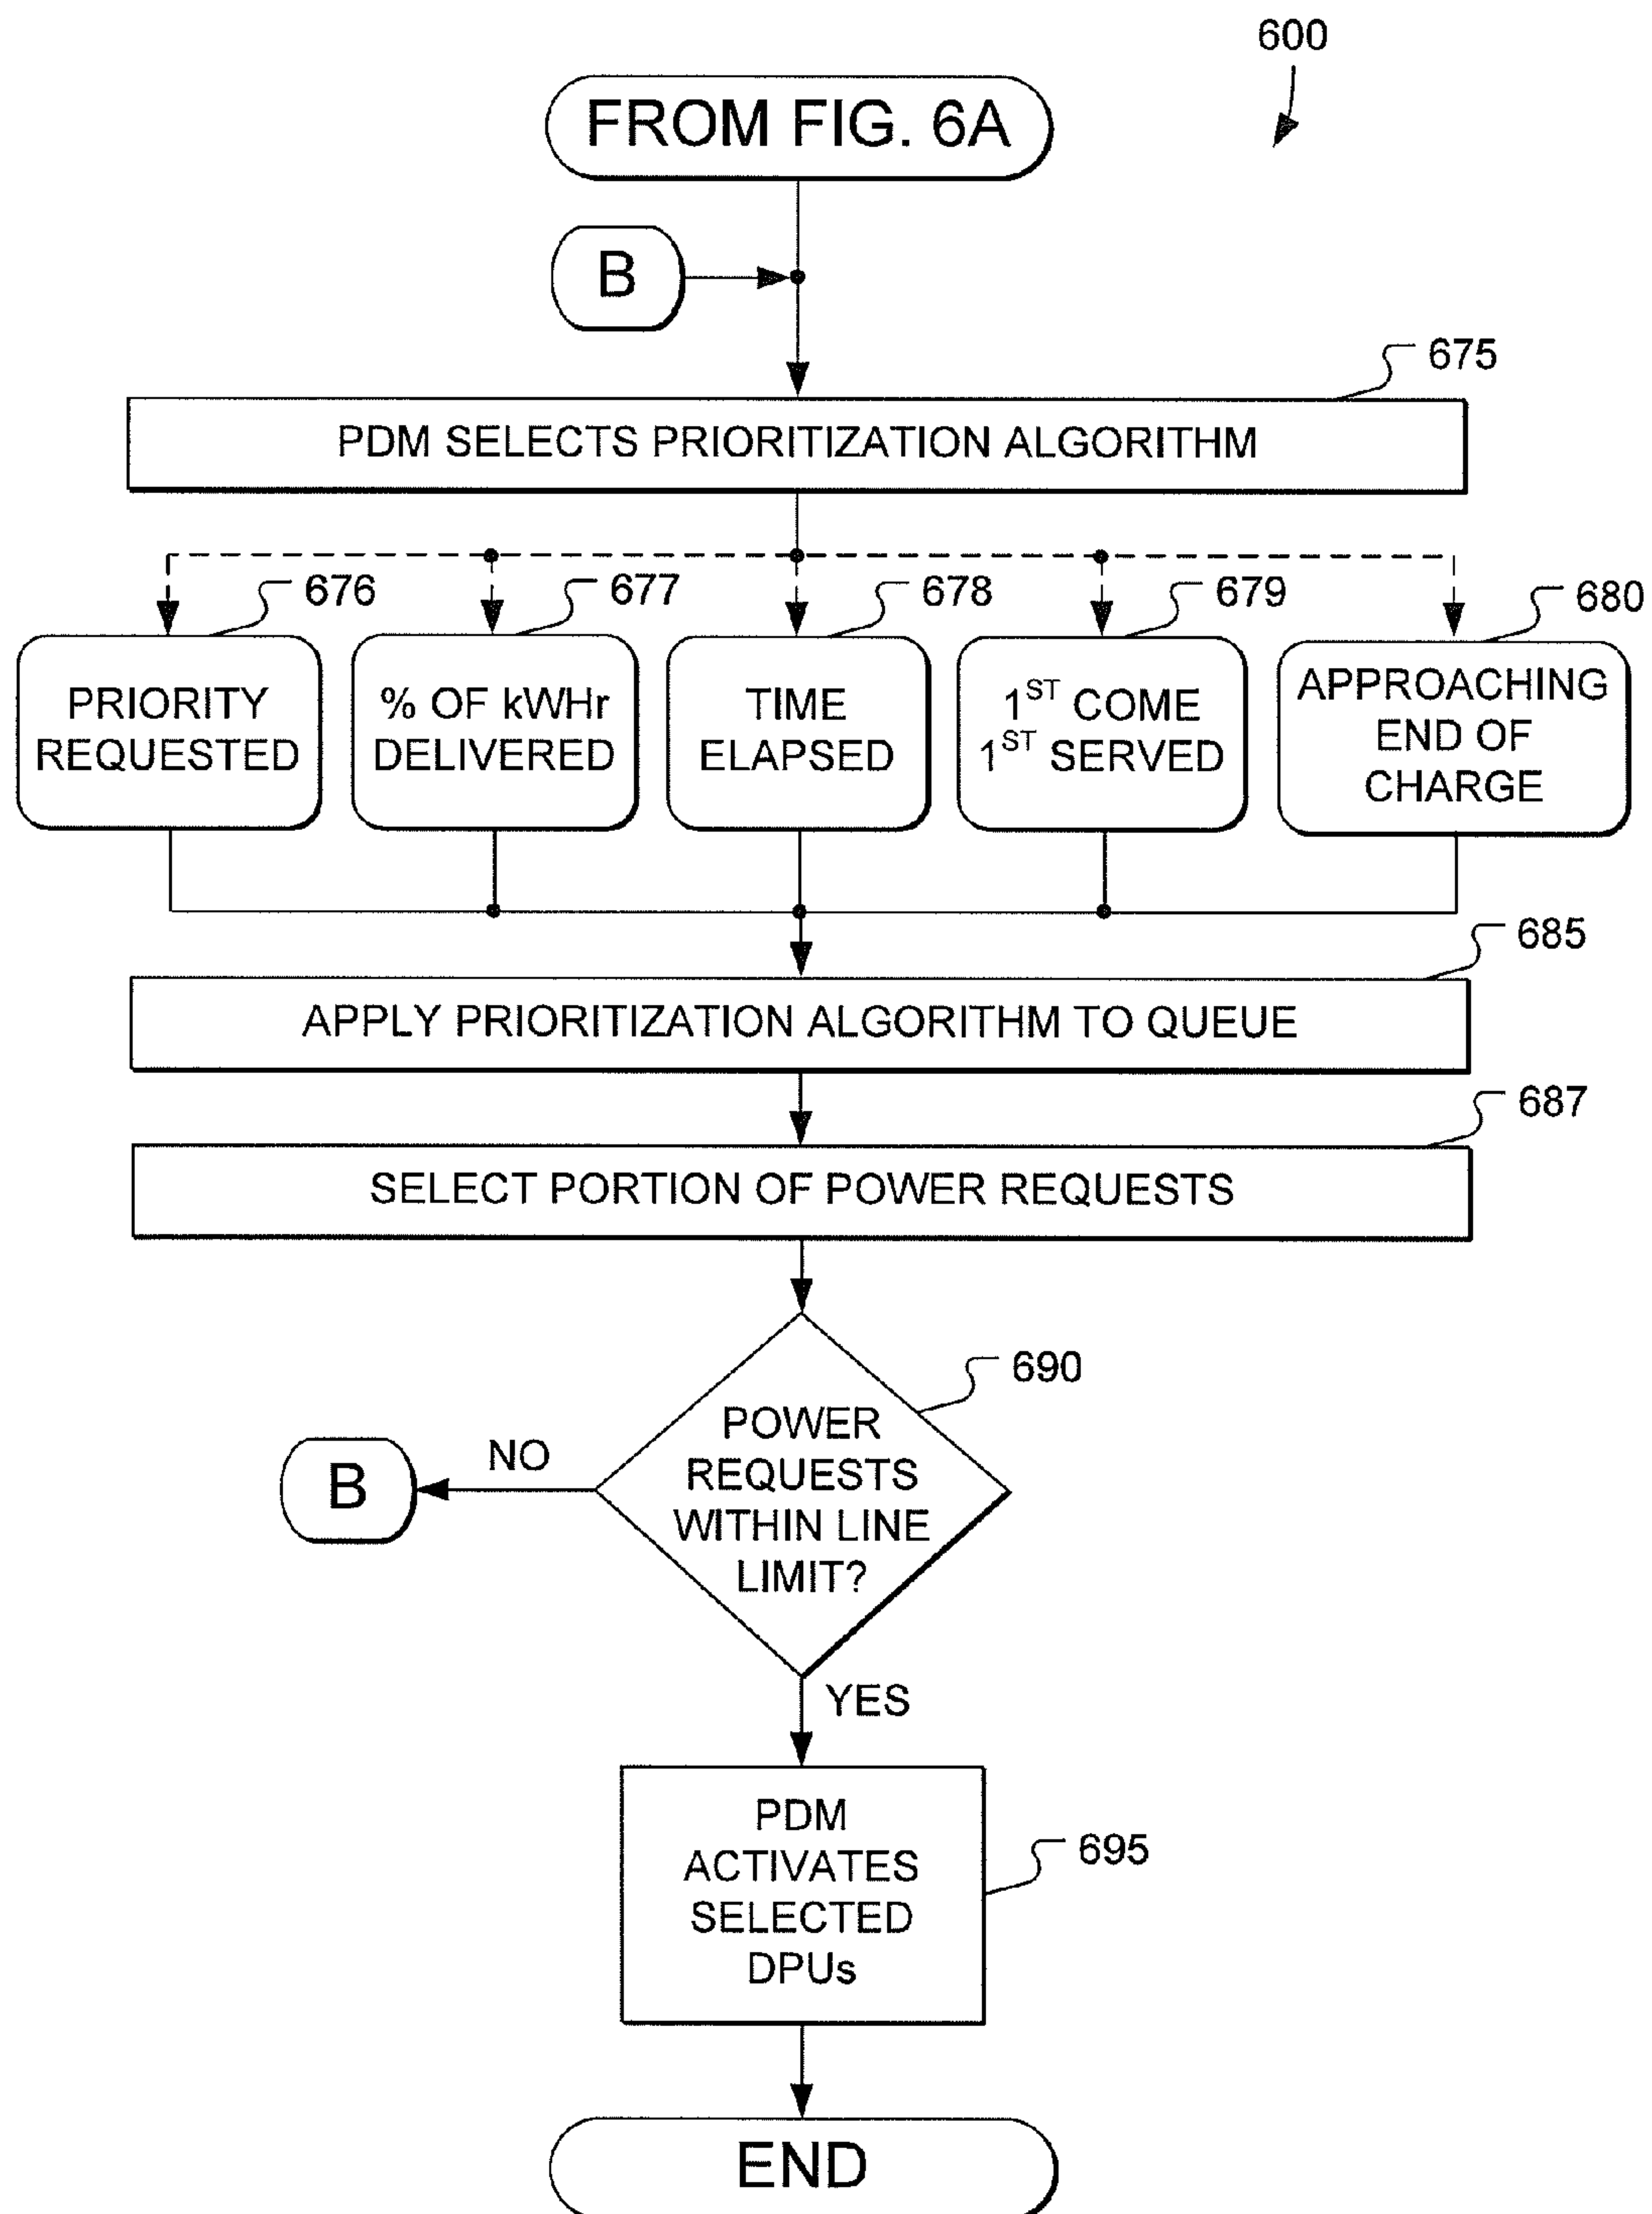 600
FROM FIG. 6A
B
675
PDM SELECTS PRIORITIZATION ALGORITHM
676
677
678
679
680
PRIORITY
REQUESTED
% OF kWHr
DELIVERED
TIME
ELAPSED
1ST COME
1ST SERVED
APPROACHING
END OF
CHARGE
685
APPLY PRIORITIZATION ALGORITHM TO QUEUE
687
SELECT PORTION OF POWER REQUESTS
690
POWER
REQUESTS
WITHIN LINE
LIMIT?
NO
B
YES
PDM
ACTIVATES
SELECTED
DPUs
695
END